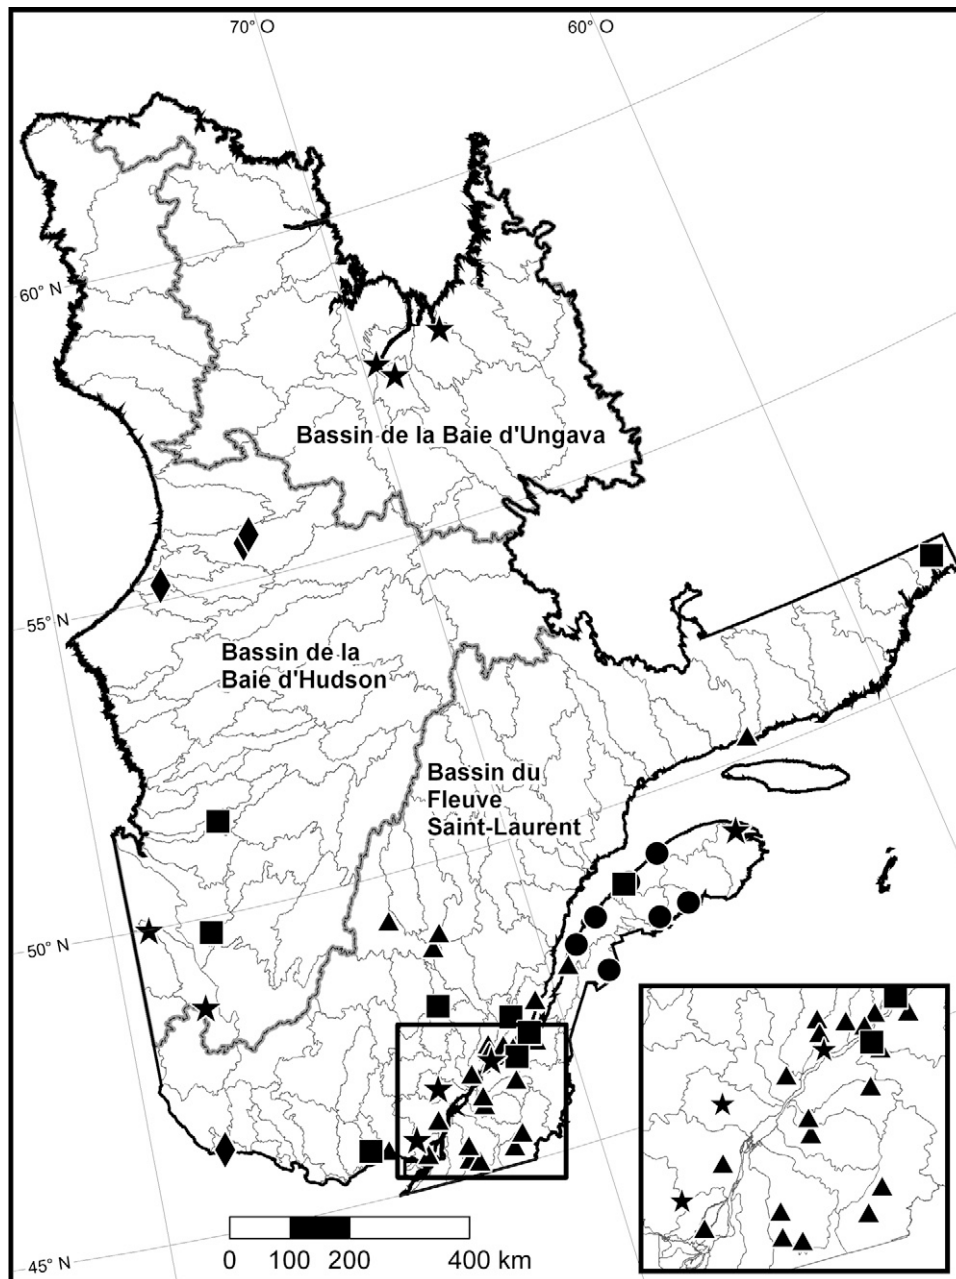 70° O
60° O
60° N
Bassin de la Baie d'Ungava
55° N
Bassin de la
Baie d'Hudson
Bassin du
Fleuve
Saint-Laurent
50° N
45° N
0 100 200 400 km